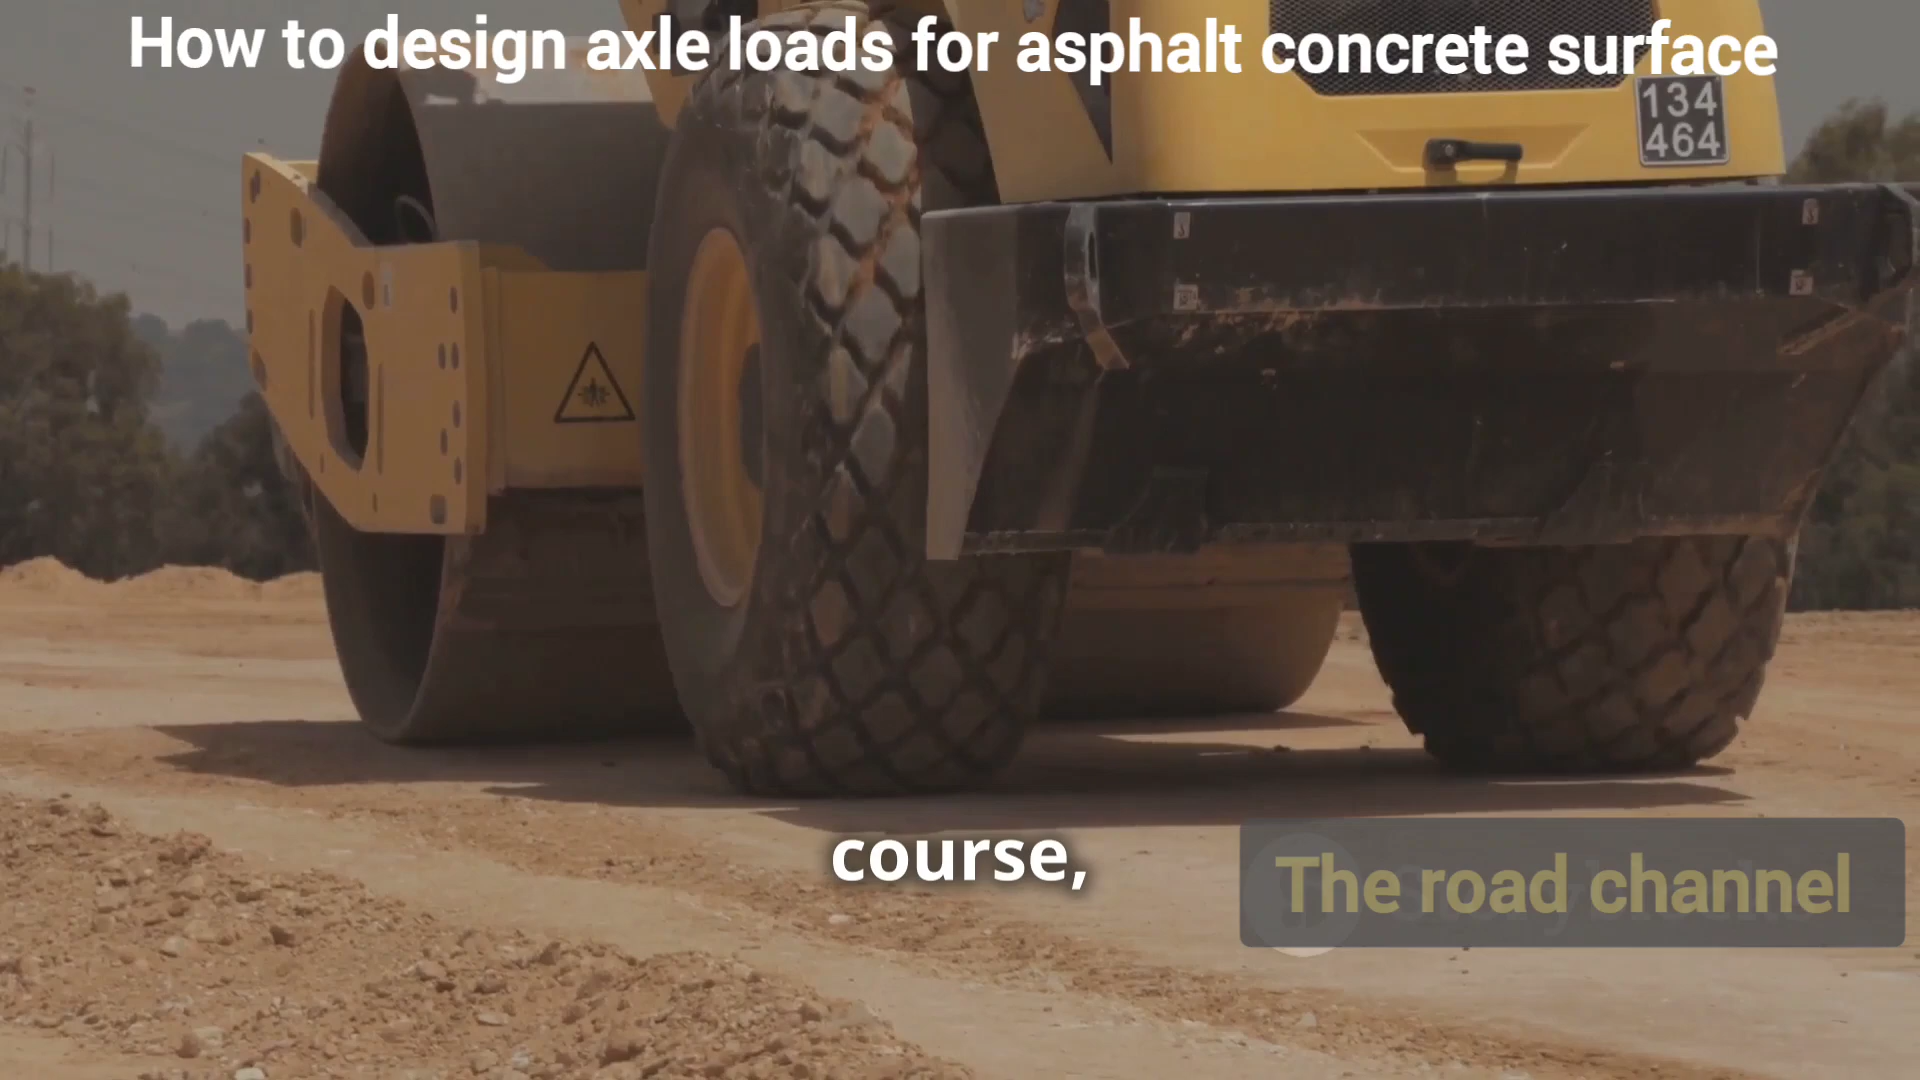 How to design axle loads for asphalt concrete surface
134
464
course,
The road channel